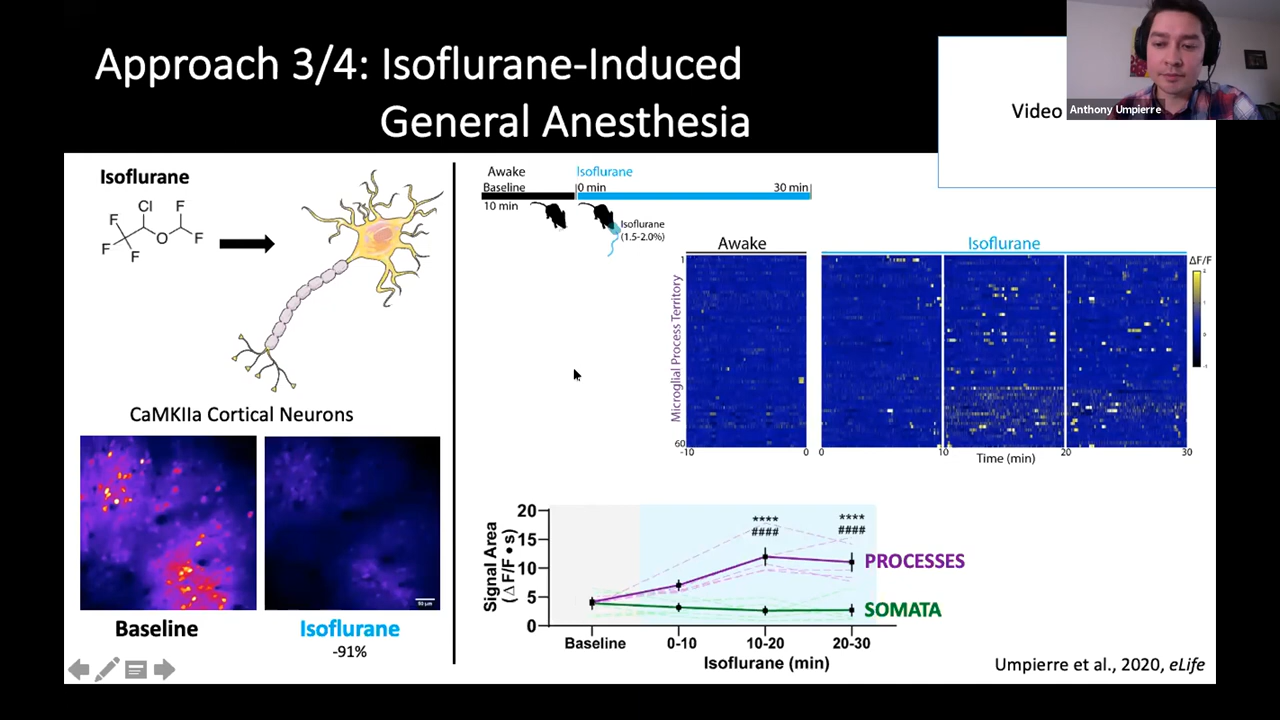 Approach 3/4: Isoflurane-Induced
General Anesthesia
Video
Anthony Umpierre
Isoflurane
Cl
F
F
F
O
F
F
CaMKIIa Cortical Neurons
Baseline
Isoflurane
-91%
Awake
Isoflurane
Baseline
0 min
30 min
10 min
Isoflurane
(1.5-2.0%)
Awake
Isoflurane
ΔF/F
Microglial Process Territory
1
60
-10
0
0
10
20
30
Time (min)
Signal Area
(Δ F/F • s)
20
15
10
5
0
****
####
****
####
PROCESSES
SOMATA
Baseline
0-10
10-20
20-30
Isoflurane (min)
Umpierre et al., 2020, eLife